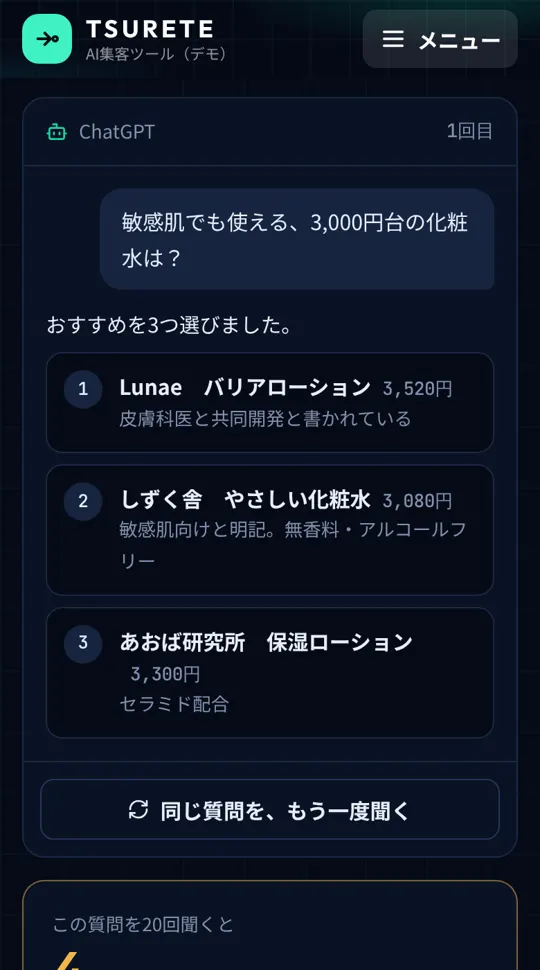 TSURETE
AI集客ツール（デモ）
メニュー
ChatGPT
1回目
敏感肌でも使える、3,000円台の化粧
水は？
おすすめを3つ選びました。
1
Lunae　バリアローション 3,520円
皮膚科医と共同開発と書かれている
2
しずく舎　やさしい化粧水 3,080円
敏感肌向けと明記。無香料・アルコールフ
リー
3
あおば研究所　保湿ローション
3,300円
セラミド配合
同じ質問を、もう一度聞く
この質問を20回聞くと